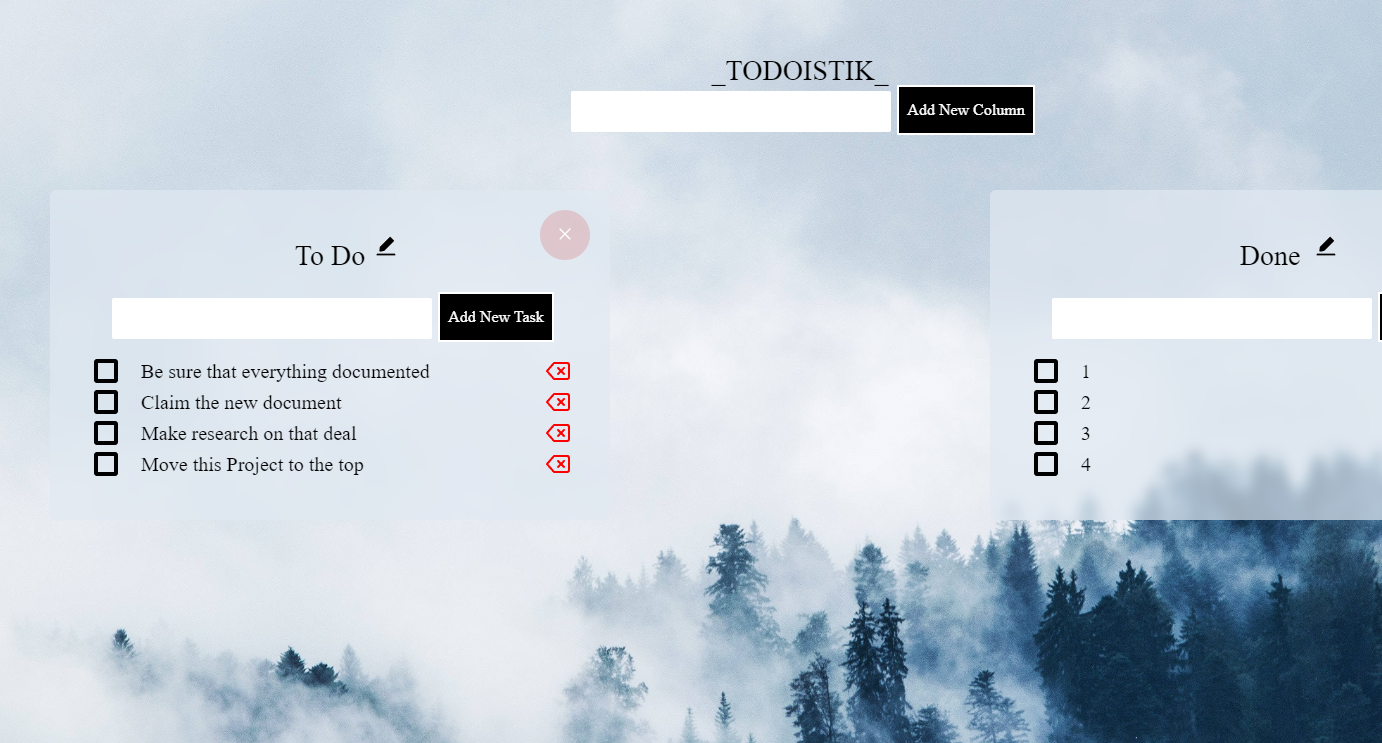 _TODOISTIK_
Add New Column
To Do
Add New Task
Be sure that everything documented
Claim the new document
Make research on that deal
Move this Project to the top
Done
1
2
3
4